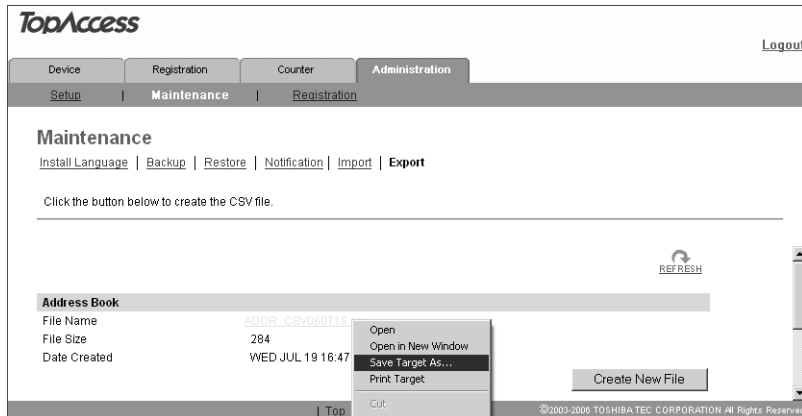 TopAccess
Logout
Device Registration Counter Administration
Setup | Maintenance | Registration
Maintenance
Install Language | Backup | Restore | Notification | Import | Export
Click the button below to create the CSV file.
REFRESH
Address Book
File Name ADDR_CSV060719.
File Size 284
Date Created WED JUL 19 16:47
Open
Open in New Window
Save Target As...
Print Target
Cut
Create New File
| Top
©2003-2006 TOSHIBA TEC CORPORATION All Rights Reserved